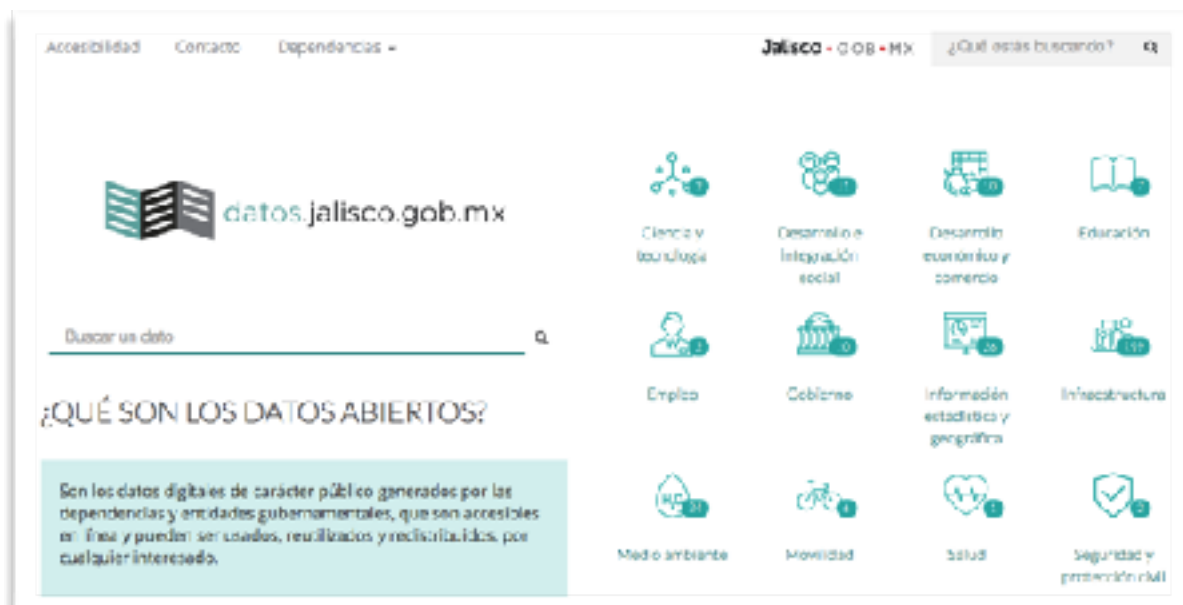 Accesibilidad Contacto Dependencias
Jalisco • GOB • MX ¿Qué estás buscando?
datos.jalisco.gob.mx
Buscar un dato
¿QUÉ SON LOS DATOS ABIERTOS?
Son los datos digitales de carácter público generados por las
dependencias y entidades gubernamentales, que son accesibles
en línea y pueden ser usados, reutilizados y redistribuidos, por
cualquier interesado.
Ciencia y
tecnología
Desarrollo e
integración
social
Desarrollo
económico y
comercio
Educación
Empleo
Gobierno
Información
estadística y
geográfica
Infraestructura
Medio ambiente
Movilidad
Salud
Seguridad y
protección civil